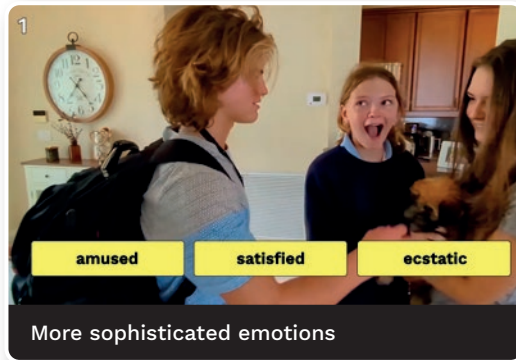 1
amused
satisfied
ecstatic
More sophisticated emotions